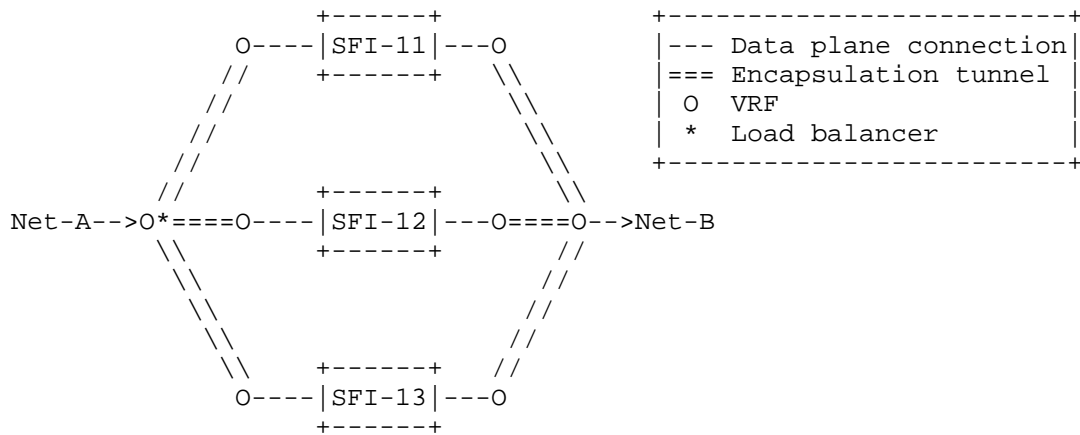 SFI-11
--- Data plane connection
=== Encapsulation tunnel
O VRF
* Load balancer
Net-A-->O*====O----|SFI-12|---O====O-->Net-B
O----|SFI-13|---O